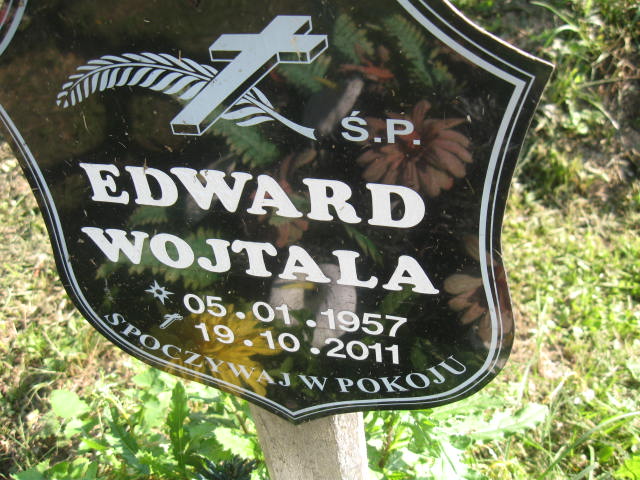 Ś.P.
EDWARD
WOJTALA
05.01.1957
19.10.2011
SPOCZYWAJ W POKOJU